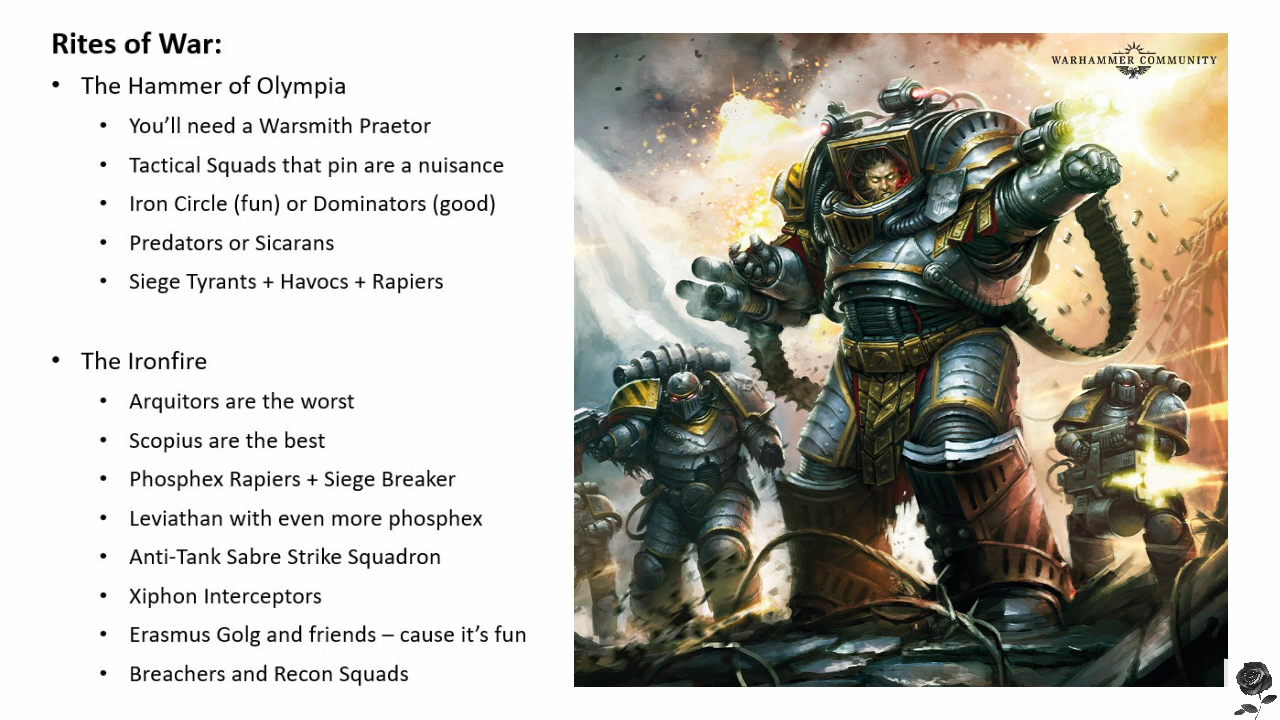 Rites of War:
• The Hammer of Olympia
• You’ll need a Warsmith Praetor
• Tactical Squads that pin are a nuisance
• Iron Circle (fun) or Dominators (good)
• Predators or Sicarans
• Siege Tyrants + Havocs + Rapiers
• The Ironfire
• Arquitors are the worst
• Scopius are the best
• Phosphex Rapiers + Siege Breaker
• Leviathan with even more phosphex
• Anti-Tank Sabre Strike Squadron
• Xiphon Interceptors
• Erasmus Golg and friends – cause it’s fun
• Breachers and Recon Squads
WARHAMMER COMMUNITY